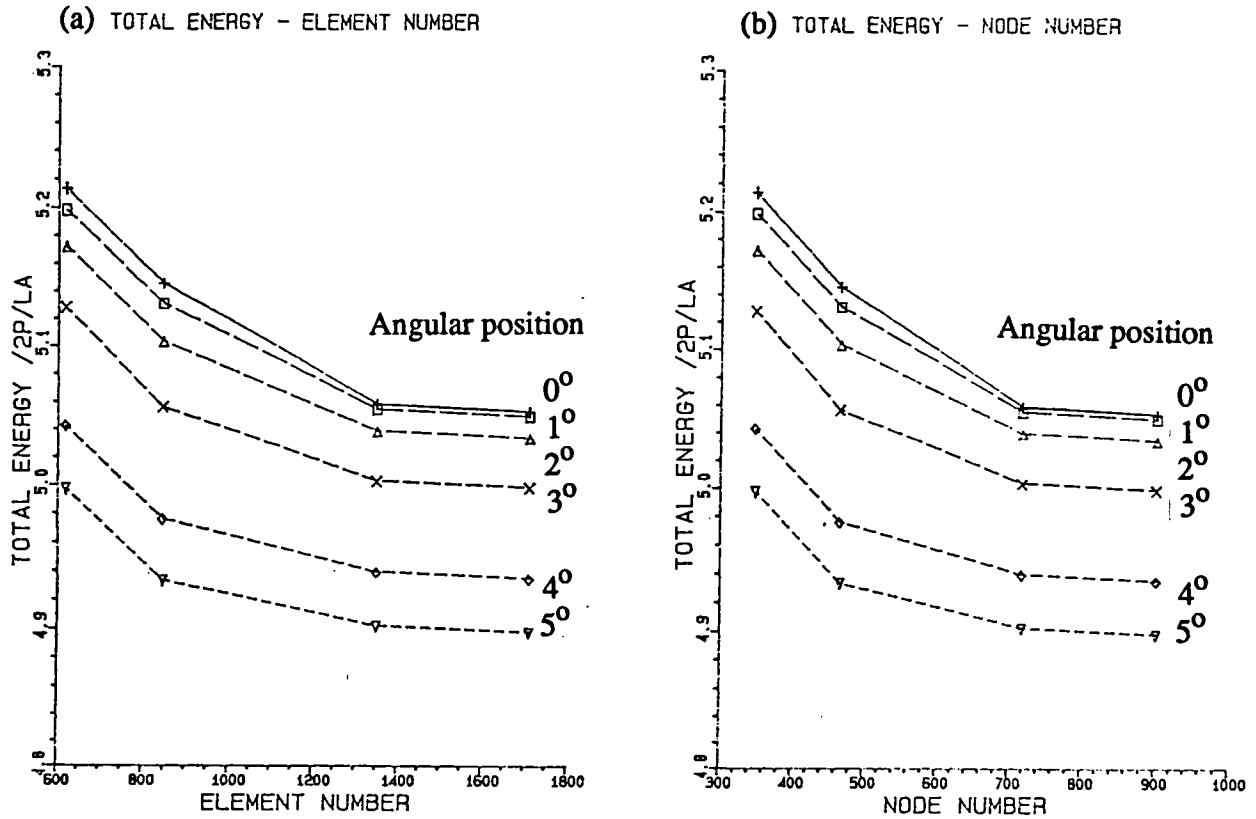 (a) TOTAL ENERGY - ELEMENT NUMBER
TOTAL ENERGY /2P/LA
5.3
5.2
5.1
5.0
4.9
4.8
600 800 1000 1200 1400 1600 1800
ELEMENT NUMBER
Angular position
0°
1°
2°
3°
4°
5°
(b) TOTAL ENERGY - NODE NUMBER
TOTAL ENERGY /2P/LA
5.3
5.2
5.1
5.0
4.9
4.8
300 400 500 600 700 800 900 1000
NODE NUMBER
Angular position
0°
1°
2°
3°
4°
5°